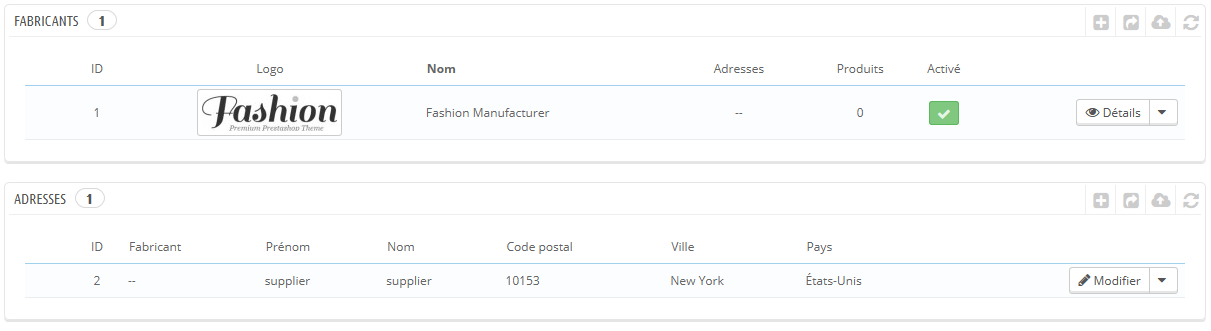 FABRICANTS 1
ID Logo Nom Adresses Produits Activé
1 Fashion Premium Prestashop Theme Fashion Manufacturer -- 0 Détails
ADRESSES 1
ID Fabricant Prénom Nom Code postal Ville Pays
2 -- supplier supplier 10153 New York États-Unis Modifier